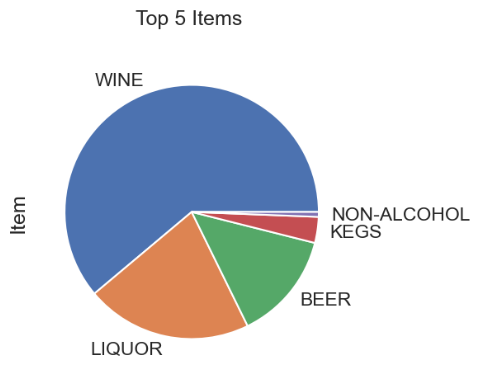 Top 5 Items
WINE
Item
NON-ALCOHOL
KEGS
BEER
LIQUOR